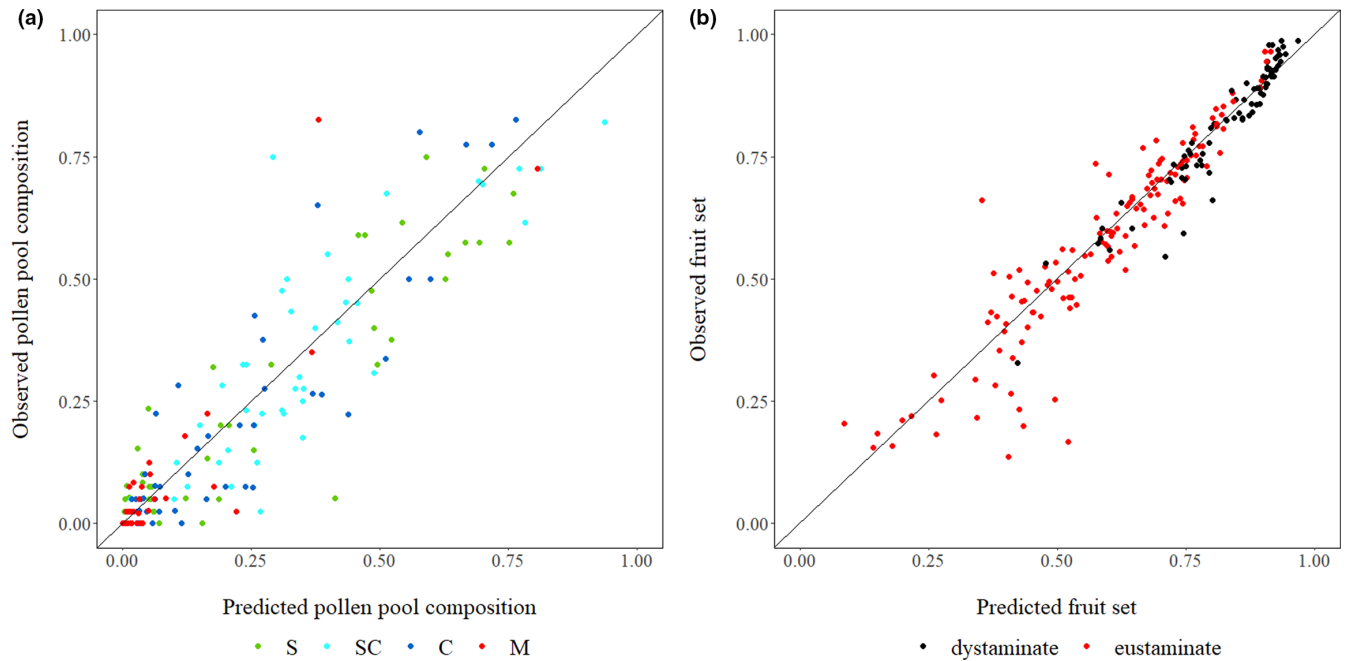 (a)
Observed pollen pool composition
1.00
0.75
0.50
0.25
0.00
0.00 0.25 0.50 0.75 1.00
Predicted pollen pool composition
S SC C M
(b)
Observed fruit set
1.00
0.75
0.50
0.25
0.00
0.00 0.25 0.50 0.75 1.00
Predicted fruit set
dystaminate eustaminate